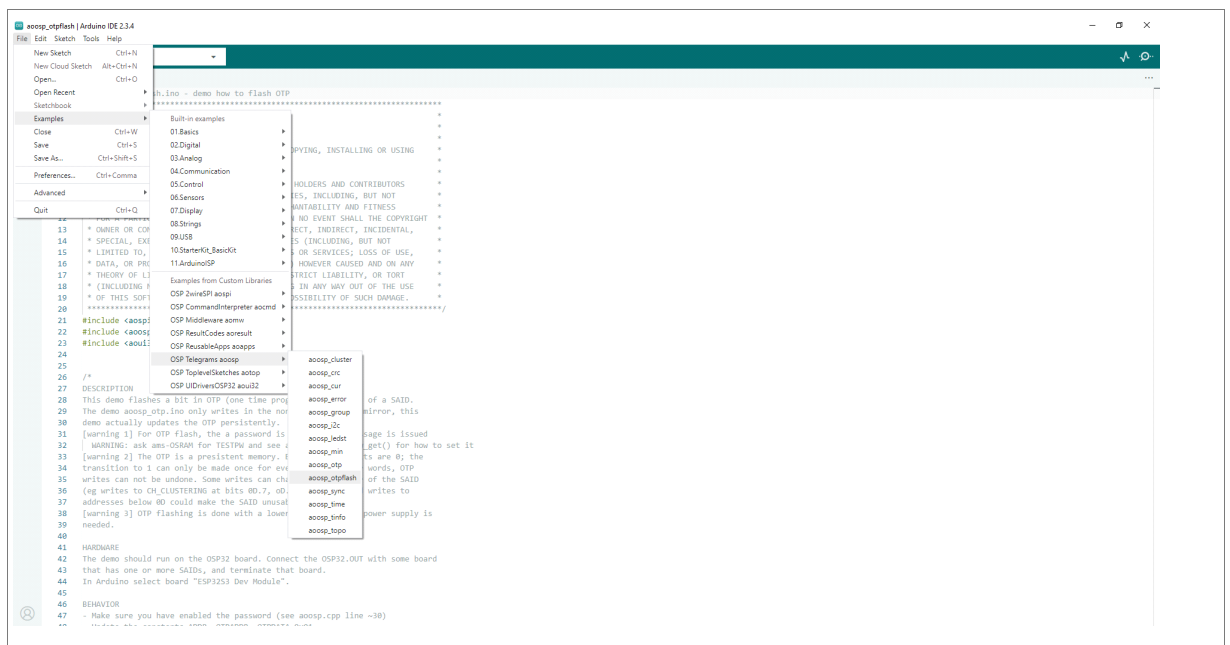 aoosp_otpflash | Arduino IDE 2.3.4
File Edit Sketch Tools Help
New Sketch Ctrl+N
New Cloud Sketch Alt+Ctrl+N
Open... Ctrl+O
Open Recent
Sketchbook
Examples
Close Ctrl+W
Save Ctrl+S
Save As... Ctrl+Shift+S
Preferences... Ctrl+Comma
Advanced
Quit Ctrl+Q
Built-in examples
01.Basics
02.Digital
03.Analog
04.Communication
05.Control
06.Sensors
07.Display
08.Strings
09.USB
10.StarterKit_BasicKit
11.ArduinoISP
Examples from Custom Libraries
OSP 2wireSPI aospi
OSP CommandInterpreter aocmd
OSP Middleware aomw
OSP ResultCodes aoresult
OSP ReusableApps aoapps
OSP Telegrams aoosp
OSP ToplevelSketches aotop
OSP UIDriversOSP32 aoui32
aoosp_cluster
aoosp_crc
aoosp_cur
aoosp_error
aoosp_group
aoosp_i2c
aoosp_ledst
aoosp_min
aoosp_otp
aoosp_otpflash
aoosp_sync
aoosp_time
aoosp_tinfo
aoosp_topo
sh.ino - demo how to flash OTP
*****************************************************
*
*
*
OPYING, INSTALLING OR USING *
*
*
HOLDERS AND CONTRIBUTORS *
IES, INCLUDING, BUT NOT *
HANTABILITY AND FITNESS *
12 * FOR A PARTI N NO EVENT SHALL THE COPYRIGHT *
13 * OWNER OR CON RECT, INDIRECT, INCIDENTAL, *
14 * SPECIAL, EXE ES (INCLUDING, BUT NOT *
15 * LIMITED TO, S OR SERVICES; LOSS OF USE, *
16 * DATA, OR PRO ) HOWEVER CAUSED AND ON ANY *
17 * THEORY OF LI STRICT LIABILITY, OR TORT *
18 * (INCLUDING N G IN ANY WAY OUT OF THE USE *
19 * OF THIS SOFT OSSIBILITY OF SUCH DAMAGE. *
20 *****************************************************/
21 #include <aospi
22 #include <aoosp
23 #include <aoui3
24
25
26 /*
27 DESCRIPTION
28 This demo flashes a bit in OTP (one time prog of a SAID.
29 The demo aoosp_otp.ino only writes in the non mirror, this
30 demo actually updates the OTP persistently.
31 [warning 1] For OTP flash, the a password is sage is issued
32 WARNING: ask ams-OSRAM for TESTPW and see a _get() for how to set it
33 [warning 2] The OTP is a presistent memory. B ts are 0; the
34 transition to 1 can only be made once for eve words, OTP
35 writes can not be undone. Some writes can cha of the SAID
36 (eg writes to CH_CLUSTERING at bits 0D.7, oD. writes to
37 addresses below 0D could make the SAID unusab
38 [warning 3] OTP flashing is done with a lower power supply is
39 needed.
40
41 HARDWARE
42 The demo should run on the OSP32 board. Connect the OSP32.OUT with some board
43 that has one or more SAIDs, and terminate that board.
44 In Arduino select board "ESP32S3 Dev Module".
45
46 BEHAVIOR
47 - Make sure you have enabled the password (see aoosp.cpp line ~30)